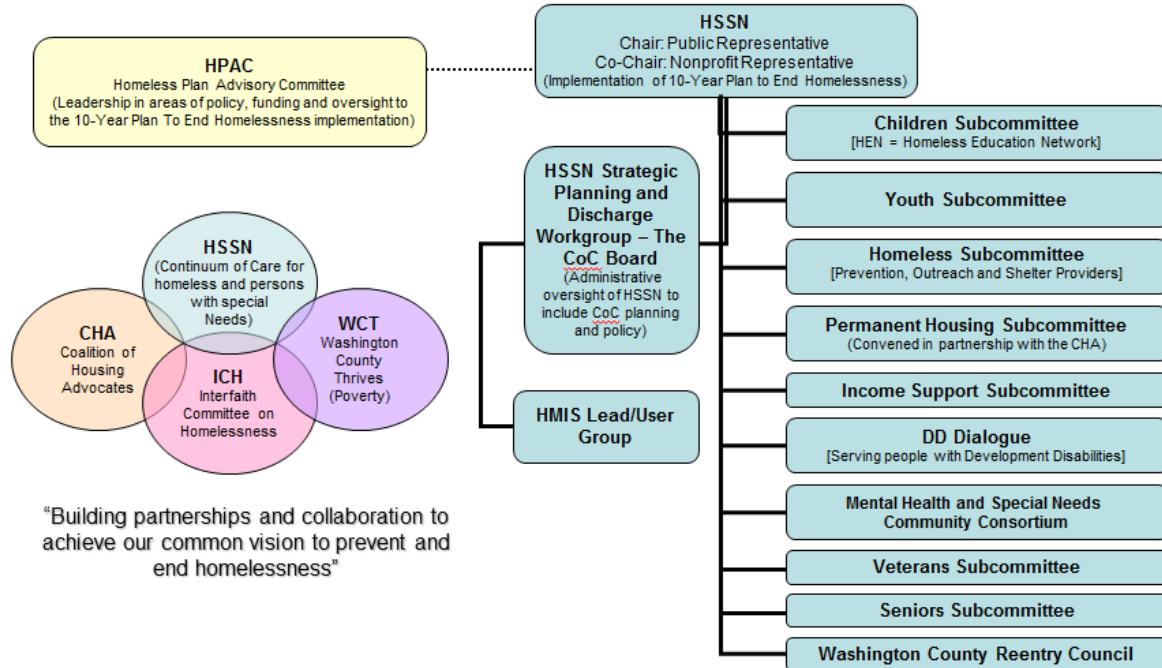 HPAC
Homeless Plan Advisory Committee
(Leadership in areas of policy, funding and oversight to
the 10-Year Plan To End Homelessness implementation)
HSSN
Chair: Public Representative
Co-Chair: Nonprofit Representative
(Implementation of 10-Year Plan to End Homelessness)
HSSN
(Continuum of Care for
homeless and persons
with special
Needs)
CHA
Coalition of
Housing
Advocates
WCT
Washington
County
Thrives
(Poverty)
ICH
Interfaith
Committee on
Homelessness
“Building partnerships and collaboration to
achieve our common vision to prevent and
end homelessness”
HSSN Strategic
Planning and
Discharge
Workgroup – The
CoC Board
(Administrative
oversight of HSSN to
include CoC planning
and policy)
HMIS Lead/User
Group
Children Subcommittee
[HEN = Homeless Education Network]
Youth Subcommittee
Homeless Subcommittee
[Prevention, Outreach and Shelter Providers]
Permanent Housing Subcommittee
(Convened in partnership with the CHA)
Income Support Subcommittee
DD Dialogue
[Serving people with Development Disabilities]
Mental Health and Special Needs
Community Consortium
Veterans Subcommittee
Seniors Subcommittee
Washington County Reentry Council